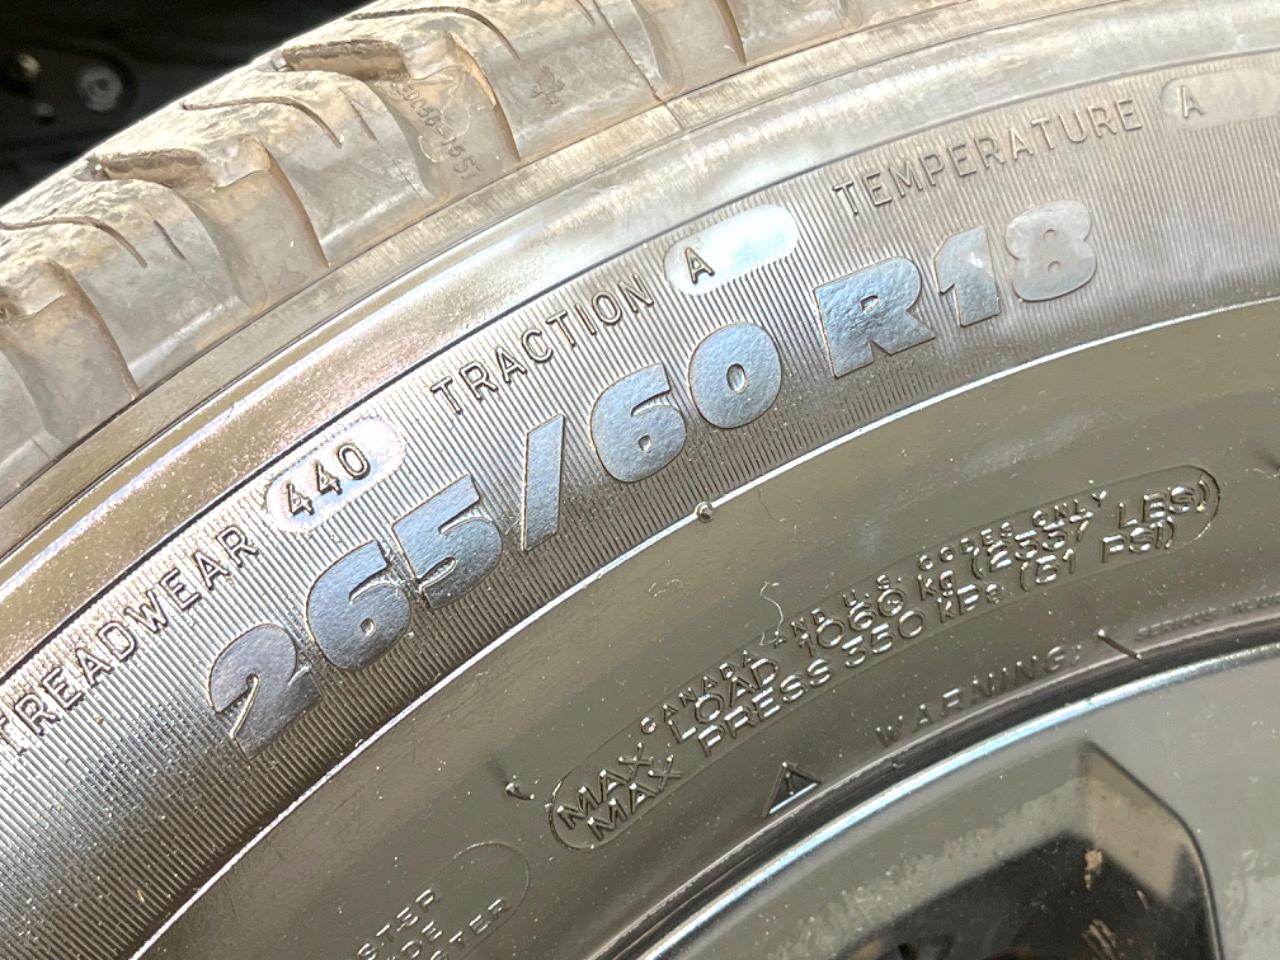 TREADWEAR 440 TRACTION A TEMPERATURE A
265/60 R18
CANADA AND U.S. CODES ONLY
MAX LOAD 1060 kg (2337 LBS)
MAX PRESS 350 kPa (51 PSI)
WARNING: